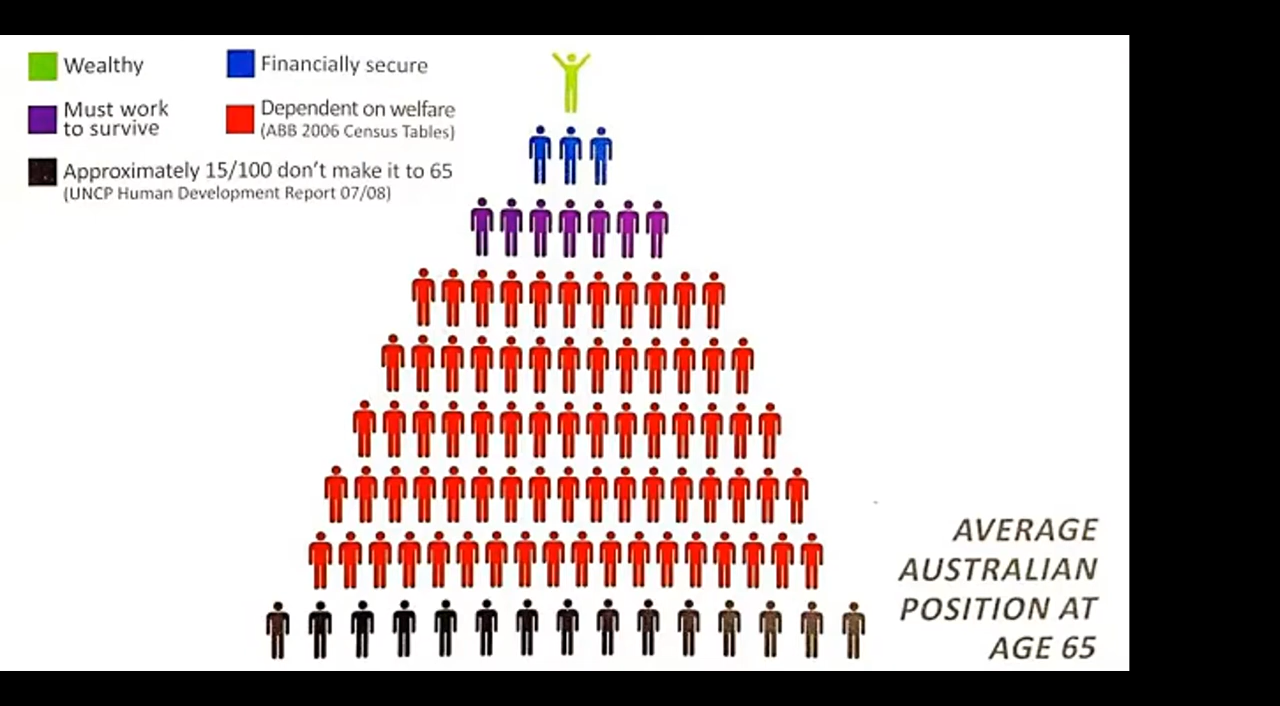 Wealthy
Financially secure
Must work
to survive
Dependent on welfare
(ABB 2006 Census Tables)
Approximately 15/100 don't make it to 65
(UNCP Human Development Report 07/08)
AVERAGE
AUSTRALIAN
POSITION AT
AGE 65